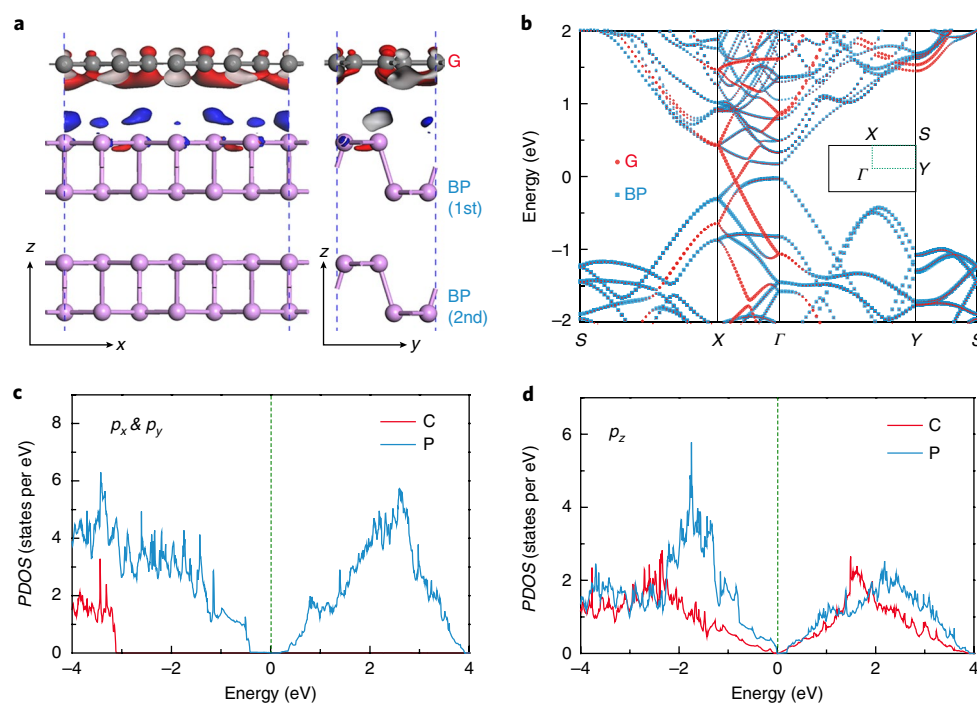 a
G
BP
(1st)
BP
(2nd)
z
x
z
y
b
Energy (eV)
2
1
0
−1
−2
G
BP
X
S
Γ
Y
S
X
Γ
Y
S
c
PDOS (states per eV)
8
6
4
2
0
px & py
C
P
−4
−2
0
2
4
Energy (eV)
d
PDOS (states per eV)
6
4
2
0
pz
C
P
−4
−2
0
2
4
Energy (eV)